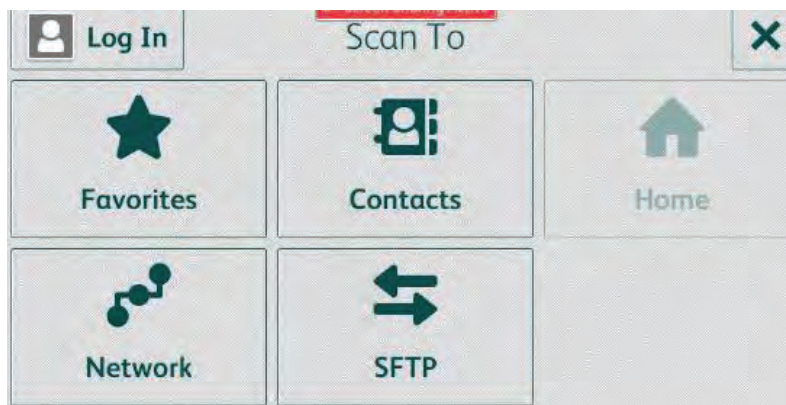 Log In
Scan To
Favorites
Contacts
Home
Network
SFTP